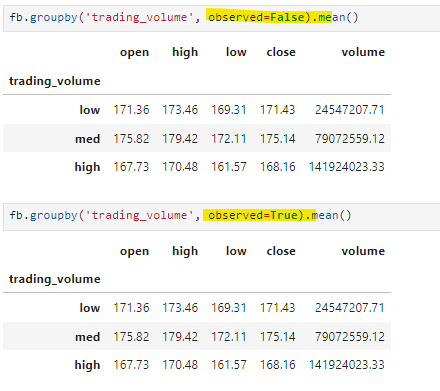 fb.groupby('trading_volume', observed=False).mean()
open high low close volume
trading_volume
low 171.36 173.46 169.31 171.43 24547207.71
med 175.82 179.42 172.11 175.14 79072559.12
high 167.73 170.48 161.57 168.16 141924023.33
fb.groupby('trading_volume', observed=True).mean()
open high low close volume
trading_volume
low 171.36 173.46 169.31 171.43 24547207.71
med 175.82 179.42 172.11 175.14 79072559.12
high 167.73 170.48 161.57 168.16 141924023.33